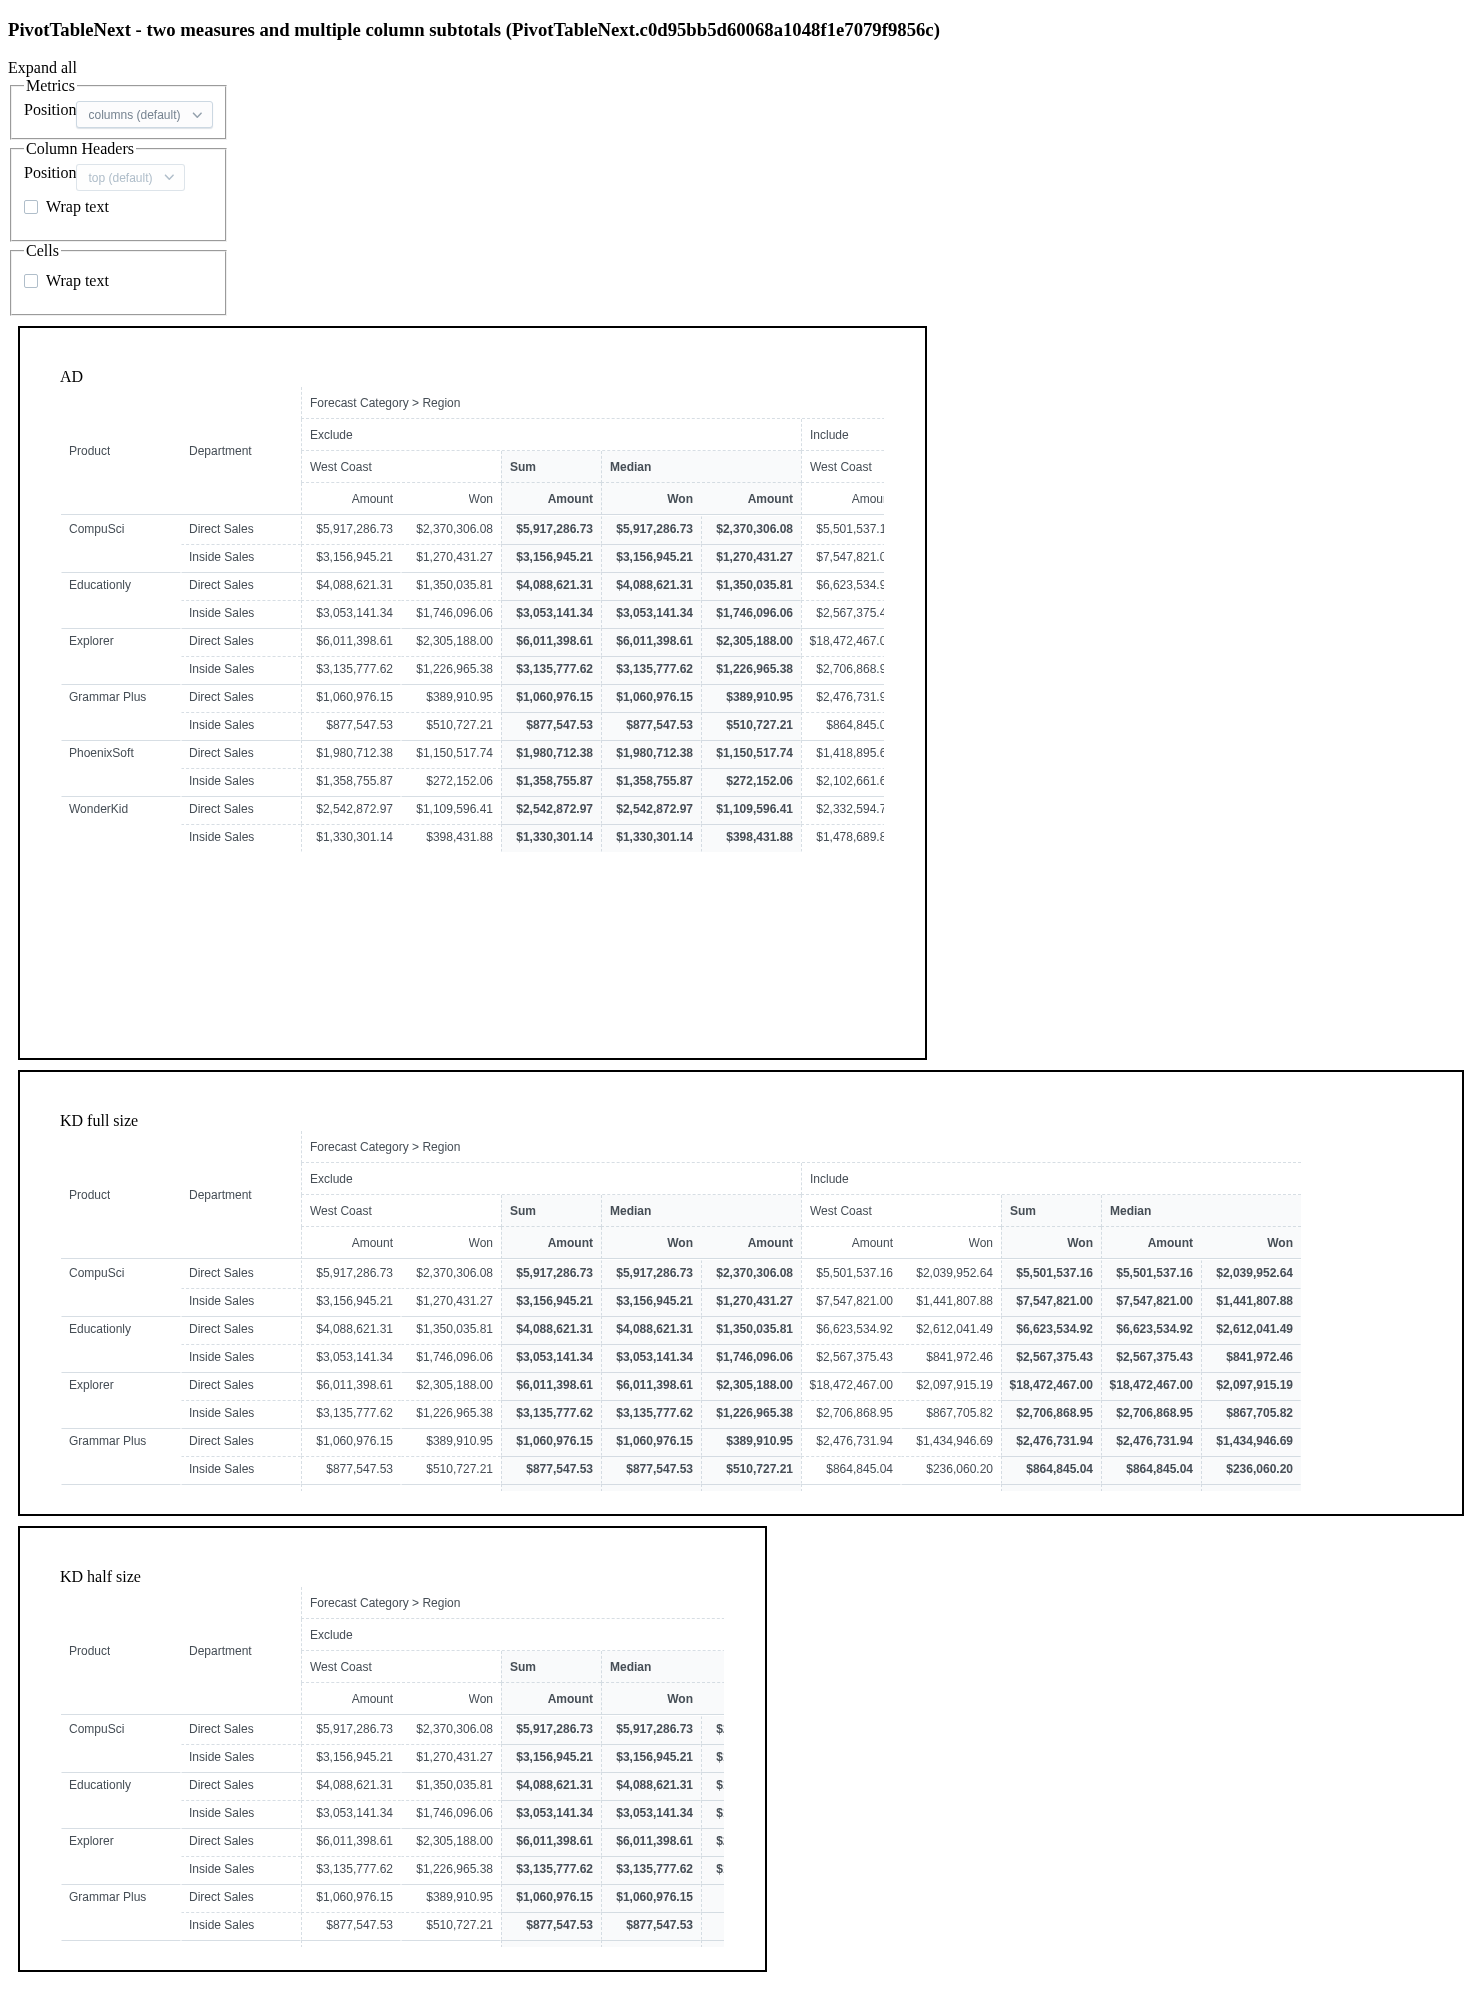 PivotTableNext - two measures and multiple column subtotals (PivotTableNext.c0d95bb5d60068a1048f1e7079f9856c)
Expand all
Metrics
Position columns (default)
Column Headers
Position top (default)
Wrap text
Cells
Wrap text
AD
Forecast Category > Region
Exclude Include
Product Department
West Coast Sum Median West Coast
Amount Won Amount Won Amount
CompuSci Direct Sales $5,917,286.73 $2,370,306.08 $5,917,286.73 $5,917,286.73 $2,370,306.08 $5,501,537.1
Inside Sales $3,156,945.21 $1,270,431.27 $3,156,945.21 $3,156,945.21 $1,270,431.27 $7,547,821.0
Educationly Direct Sales $4,088,621.31 $1,350,035.81 $4,088,621.31 $4,088,621.31 $1,350,035.81 $6,623,534.9
Inside Sales $3,053,141.34 $1,746,096.06 $3,053,141.34 $3,053,141.34 $1,746,096.06 $2,567,375.4
Explorer Direct Sales $6,011,398.61 $2,305,188.00 $6,011,398.61 $6,011,398.61 $2,305,188.00 $18,472,467.0
Inside Sales $3,135,777.62 $1,226,965.38 $3,135,777.62 $3,135,777.62 $1,226,965.38 $2,706,868.9
Grammar Plus Direct Sales $1,060,976.15 $389,910.95 $1,060,976.15 $1,060,976.15 $389,910.95 $2,476,731.9
Inside Sales $877,547.53 $510,727.21 $877,547.53 $877,547.53 $510,727.21 $864,845.0
PhoenixSoft Direct Sales $1,980,712.38 $1,150,517.74 $1,980,712.38 $1,980,712.38 $1,150,517.74 $1,418,895.6
Inside Sales $1,358,755.87 $272,152.06 $1,358,755.87 $1,358,755.87 $272,152.06 $2,102,661.6
WonderKid Direct Sales $2,542,872.97 $1,109,596.41 $2,542,872.97 $2,542,872.97 $1,109,596.41 $2,332,594.7
Inside Sales $1,330,301.14 $398,431.88 $1,330,301.14 $1,330,301.14 $398,431.88 $1,478,689.8
KD full size
Forecast Category > Region
Exclude Include
Product Department
West Coast Sum Median West Coast Sum Median
Amount Won Amount Won Amount Amount Won Won Amount Won
CompuSci Direct Sales $5,917,286.73 $2,370,306.08 $5,917,286.73 $5,917,286.73 $2,370,306.08 $5,501,537.16 $2,039,952.64 $5,501,537.16 $5,501,537.16 $2,039,952.64
Inside Sales $3,156,945.21 $1,270,431.27 $3,156,945.21 $3,156,945.21 $1,270,431.27 $7,547,821.00 $1,441,807.88 $7,547,821.00 $7,547,821.00 $1,441,807.88
Educationly Direct Sales $4,088,621.31 $1,350,035.81 $4,088,621.31 $4,088,621.31 $1,350,035.81 $6,623,534.92 $2,612,041.49 $6,623,534.92 $6,623,534.92 $2,612,041.49
Inside Sales $3,053,141.34 $1,746,096.06 $3,053,141.34 $3,053,141.34 $1,746,096.06 $2,567,375.43 $841,972.46 $2,567,375.43 $2,567,375.43 $841,972.46
Explorer Direct Sales $6,011,398.61 $2,305,188.00 $6,011,398.61 $6,011,398.61 $2,305,188.00 $18,472,467.00 $2,097,915.19 $18,472,467.00 $18,472,467.00 $2,097,915.19
Inside Sales $3,135,777.62 $1,226,965.38 $3,135,777.62 $3,135,777.62 $1,226,965.38 $2,706,868.95 $867,705.82 $2,706,868.95 $2,706,868.95 $867,705.82
Grammar Plus Direct Sales $1,060,976.15 $389,910.95 $1,060,976.15 $1,060,976.15 $389,910.95 $2,476,731.94 $1,434,946.69 $2,476,731.94 $2,476,731.94 $1,434,946.69
Inside Sales $877,547.53 $510,727.21 $877,547.53 $877,547.53 $510,727.21 $864,845.04 $236,060.20 $864,845.04 $864,845.04 $236,060.20
KD half size
Forecast Category > Region
Exclude
Product Department
West Coast Sum Median
Amount Won Amount Won
CompuSci Direct Sales $5,917,286.73 $2,370,306.08 $5,917,286.73 $5,917,286.73
Inside Sales $3,156,945.21 $1,270,431.27 $3,156,945.21 $3,156,945.21
Educationly Direct Sales $4,088,621.31 $1,350,035.81 $4,088,621.31 $4,088,621.31
Inside Sales $3,053,141.34 $1,746,096.06 $3,053,141.34 $3,053,141.34
Explorer Direct Sales $6,011,398.61 $2,305,188.00 $6,011,398.61 $6,011,398.61
Inside Sales $3,135,777.62 $1,226,965.38 $3,135,777.62 $3,135,777.62
Grammar Plus Direct Sales $1,060,976.15 $389,910.95 $1,060,976.15 $1,060,976.15
Inside Sales $877,547.53 $510,727.21 $877,547.53 $877,547.53